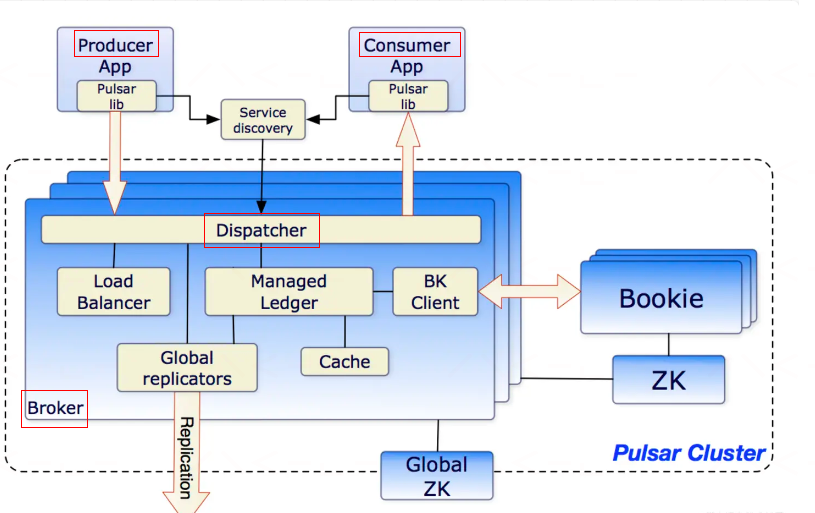 Producer
App
Pulsar
lib
Consumer
App
Pulsar
lib
Service
discovery
Dispatcher
Load
Balancer
Managed
Ledger
BK
Client
Bookie
Global
replicators
Cache
ZK
Broker
Replication
Pulsar Cluster
Global
ZK